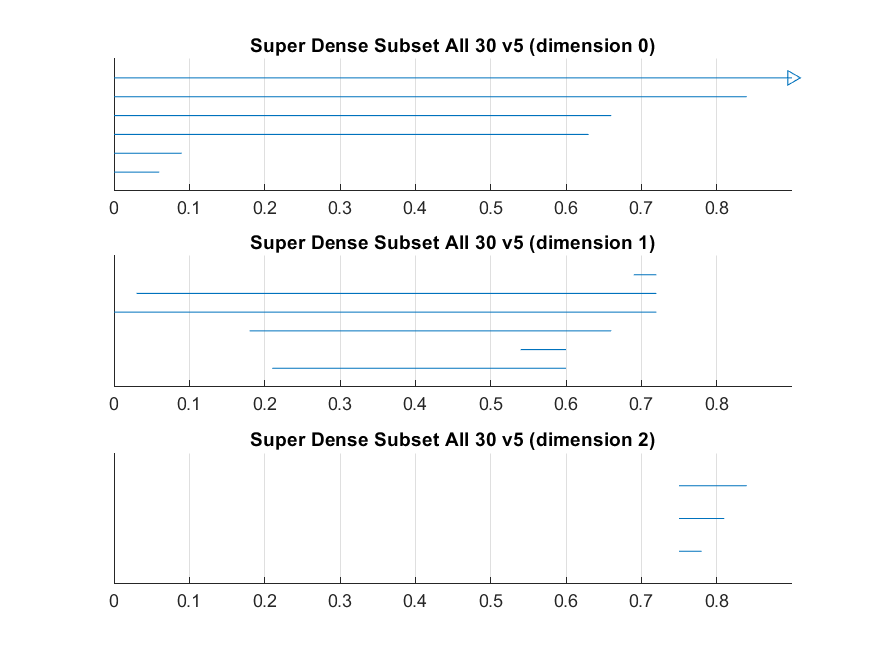 Super Dense Subset All 30 v5 (dimension 0)
0 0.1 0.2 0.3 0.4 0.5 0.6 0.7 0.8
Super Dense Subset All 30 v5 (dimension 1)
0 0.1 0.2 0.3 0.4 0.5 0.6 0.7 0.8
Super Dense Subset All 30 v5 (dimension 2)
0 0.1 0.2 0.3 0.4 0.5 0.6 0.7 0.8